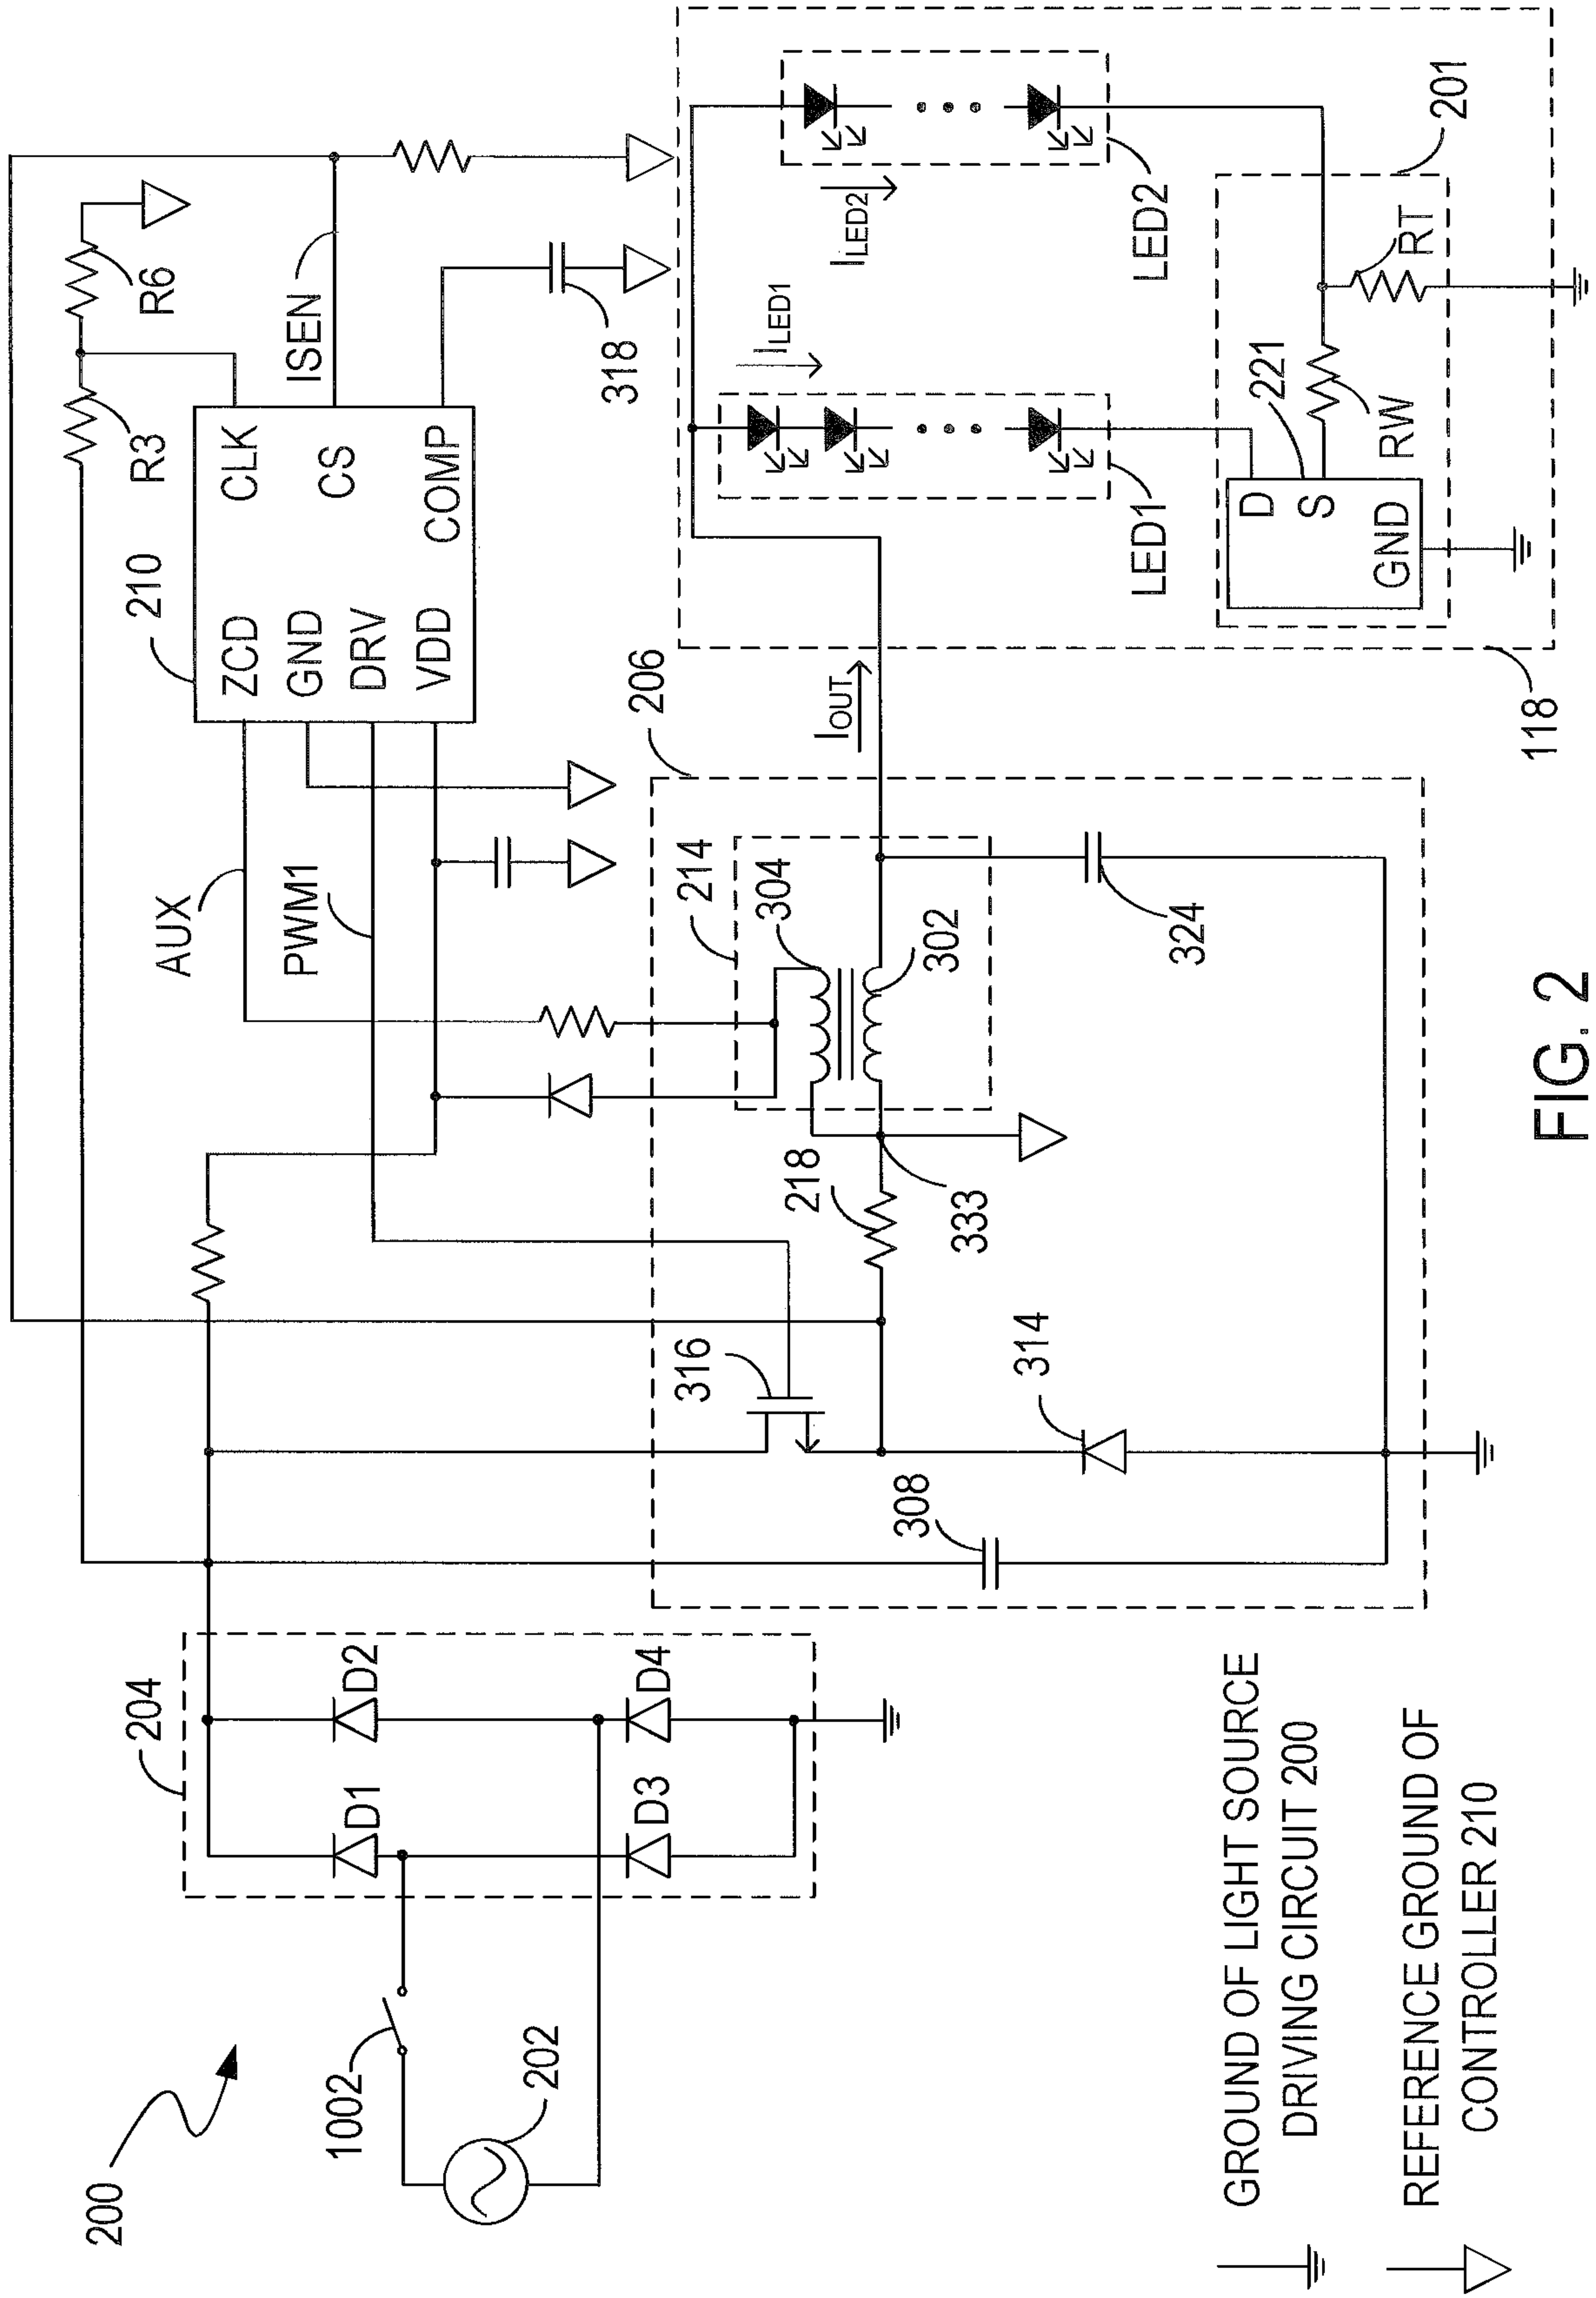 200
1002
202
204
D1
D2
D3
D4
R3
R6
210
ZCD
GND
DRV
VDD
CLK
CS
COMP
ISEN
318
AUX
PWM1
206
214
304
302
218
333
316
314
308
324
IOUT
118
ILED1
ILED2
LED1
LED2
201
221
D
S
GND
RW
RT
GROUND OF LIGHT SOURCE
DRIVING CIRCUIT 200
REFERENCE GROUND OF
CONTROLLER 210
FIG. 2